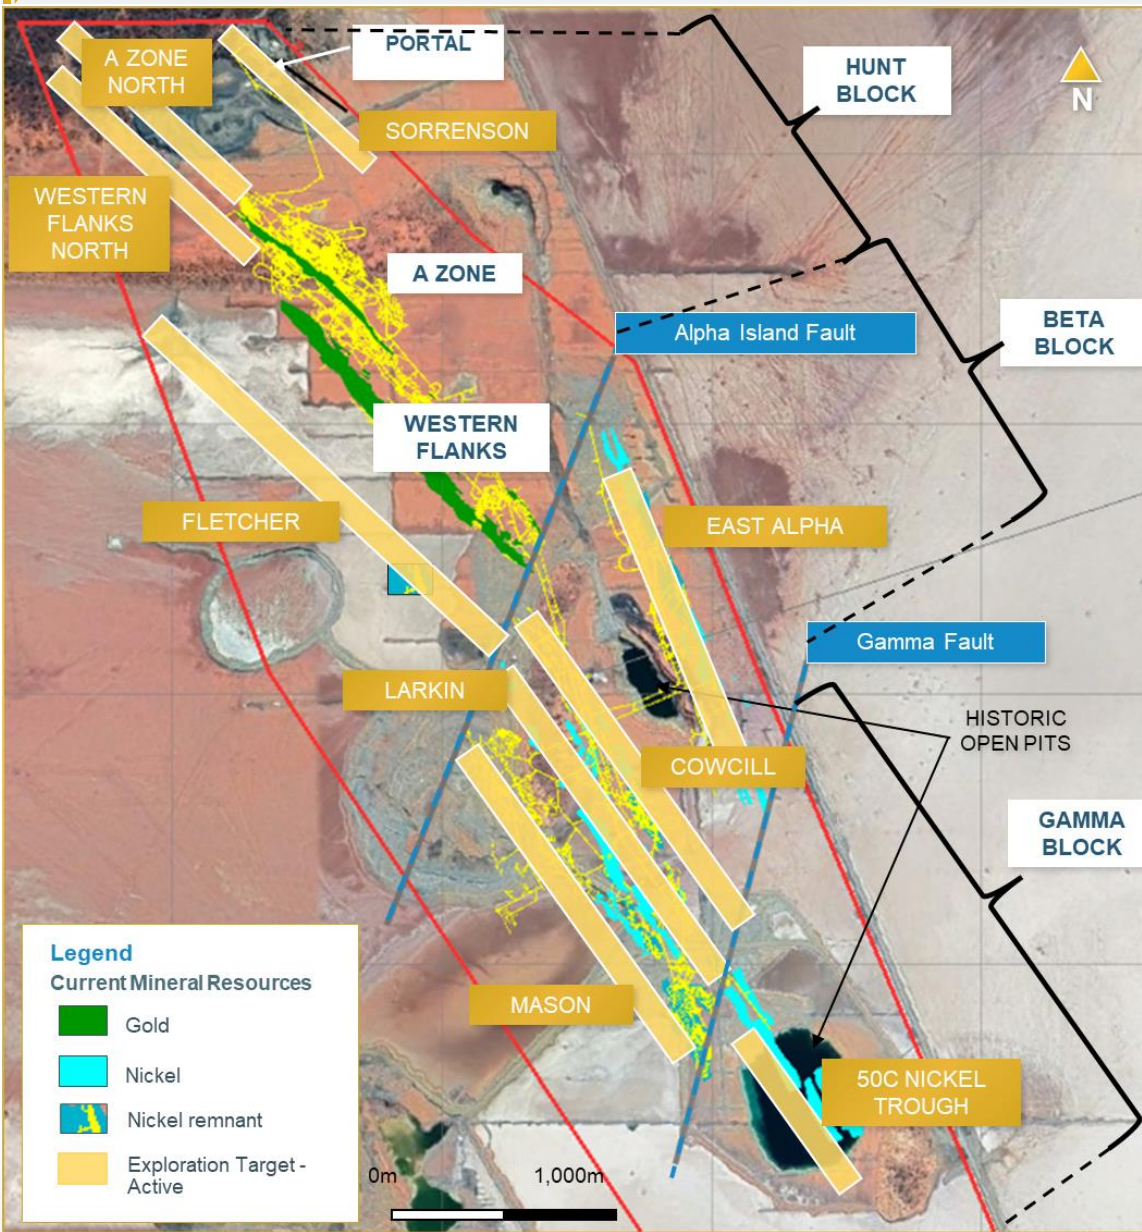 PORTAL
A ZONE
NORTH
HUNT
BLOCK
N
SORRENSON
WESTERN
FLANKS
NORTH
A ZONE
Alpha Island Fault
BETA
BLOCK
WESTERN
FLANKS
FLETCHER
EAST ALPHA
Gamma Fault
LARKIN
HISTORIC
OPEN PITS
COWCILL
GAMMA
BLOCK
MASON
50C NICKEL
TROUGH
Legend
Current Mineral Resources
Gold
Nickel
Nickel remnant
Exploration Target -
Active
0m
1,000m